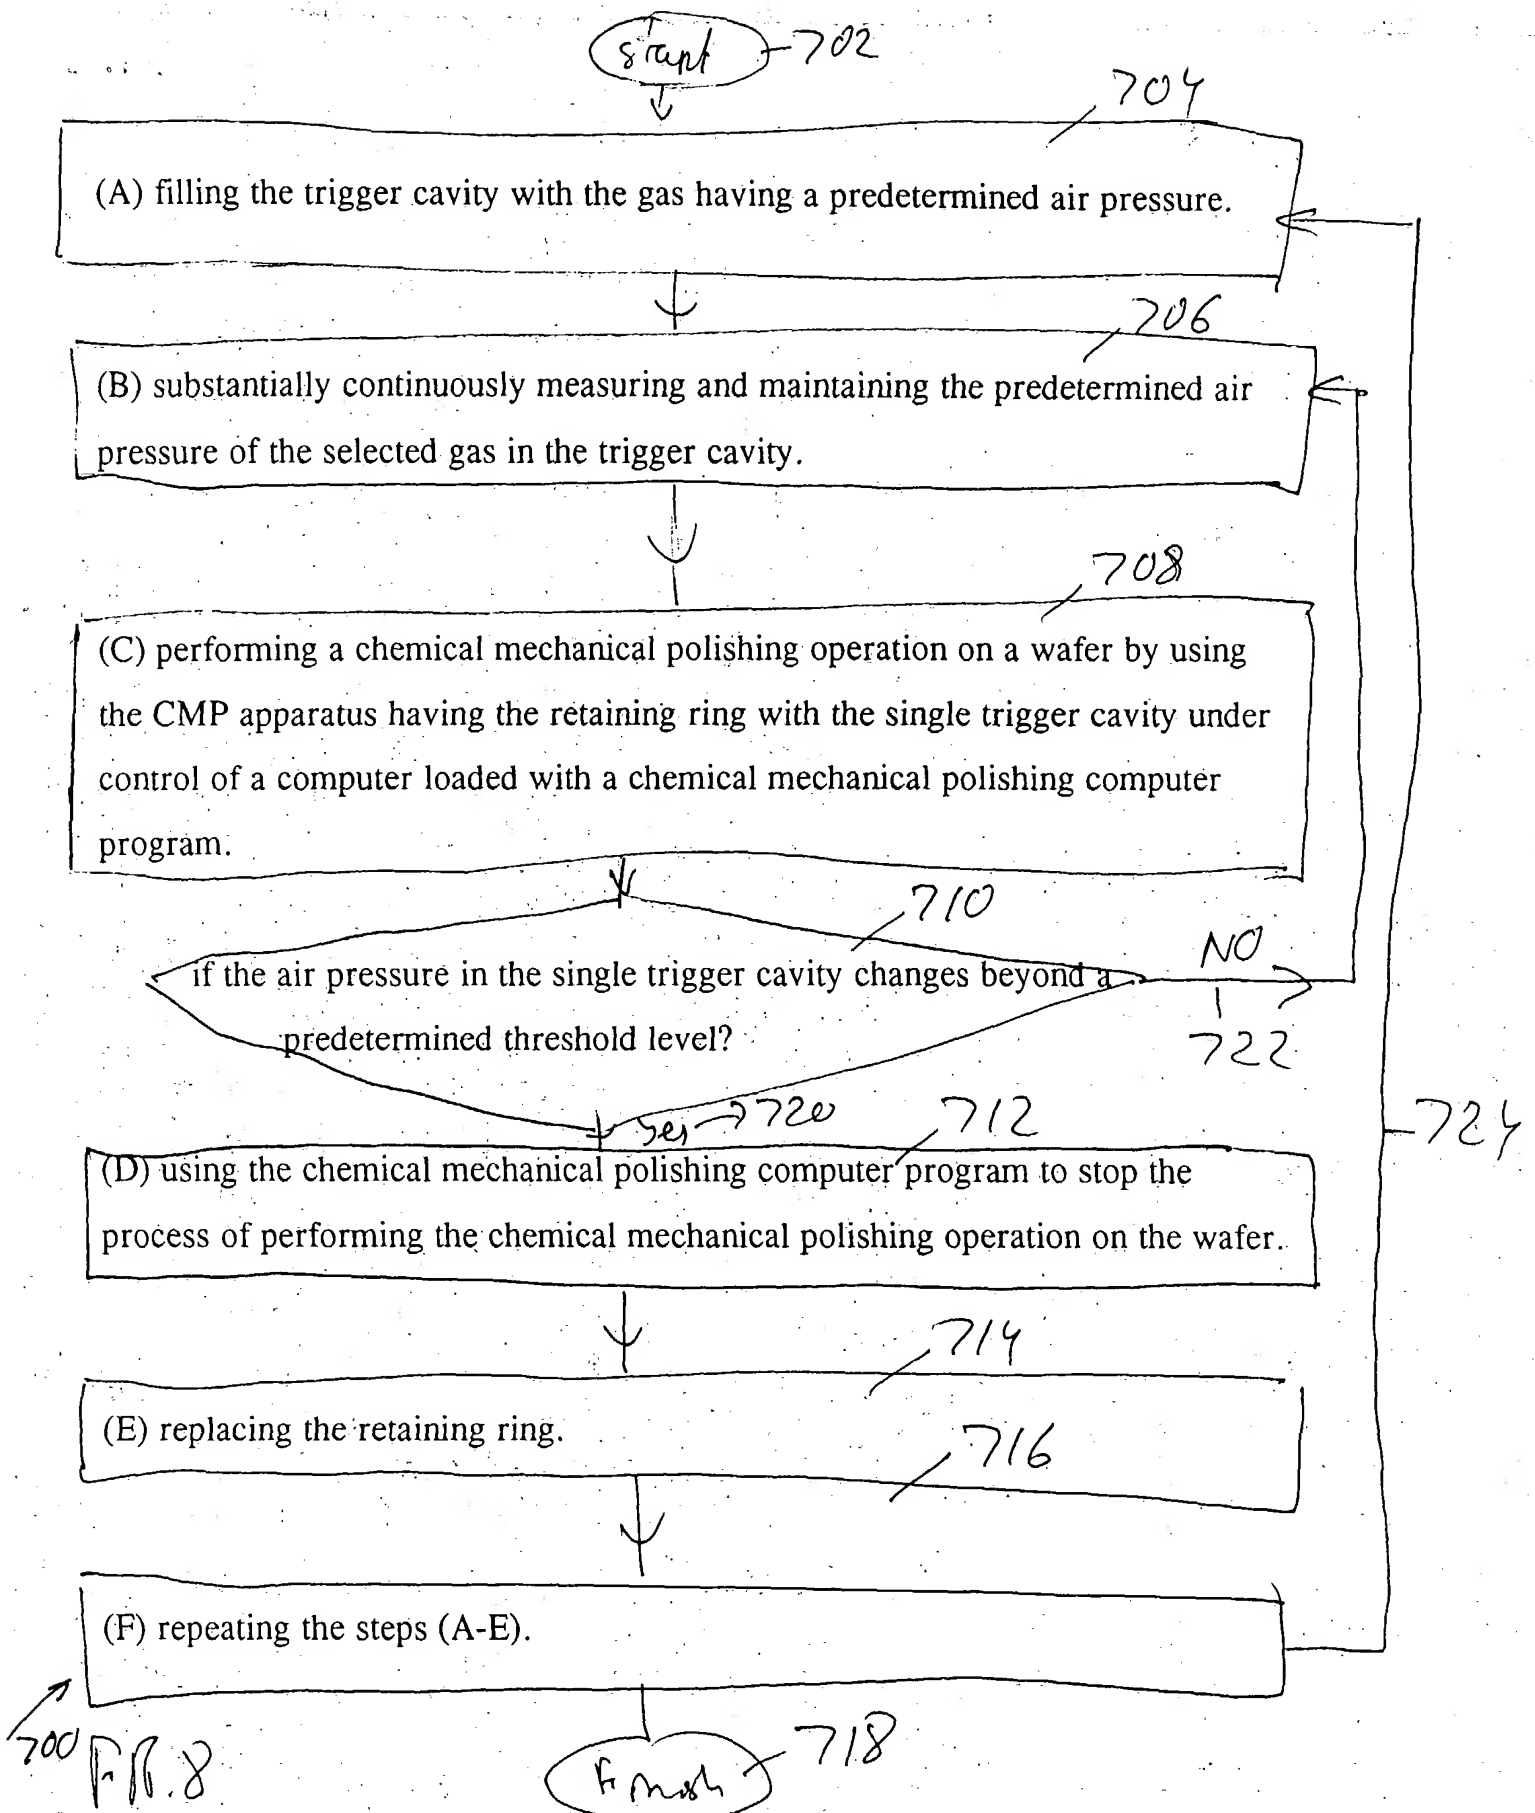 start 702
704
(A) filling the trigger cavity with the gas having a predetermined air pressure.
706
(B) substantially continuously measuring and maintaining the predetermined air
pressure of the selected gas in the trigger cavity.
708
(C) performing a chemical mechanical polishing operation on a wafer by using
the CMP apparatus having the retaining ring with the single trigger cavity under
control of a computer loaded with a chemical mechanical polishing computer
program.
710
NO
if the air pressure in the single trigger cavity changes beyond a
predetermined threshold level?
722
yes 720
712
724
(D) using the chemical mechanical polishing computer program to stop the
process of performing the chemical mechanical polishing operation on the wafer.
714
(E) replacing the retaining ring.
716
(F) repeating the steps (A-E).
700
FIG.8
Finish 718